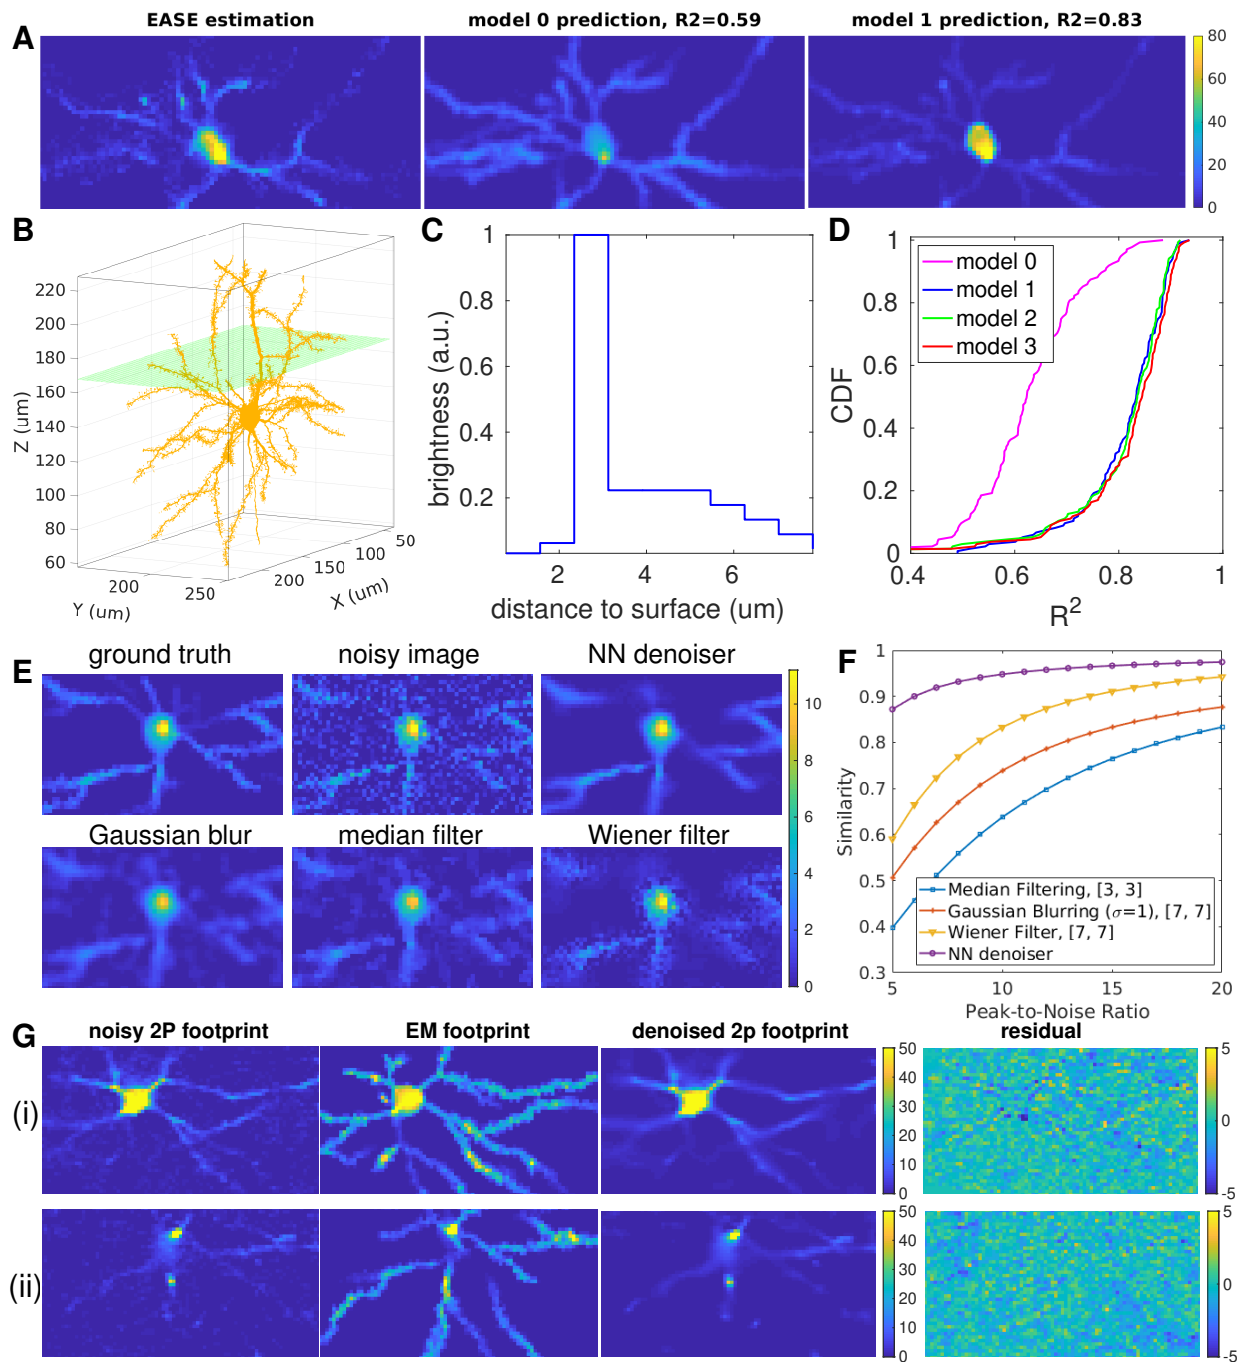 EASE estimation
model 0 prediction, R2=0.59
model 1 prediction, R2=0.83
A
80
60
40
20
0
B
220
200
180
160
140
120
100
80
60
Z (um)
200
250
Y (um)
200
150
100
50
X (um)
C
1
0.8
0.6
0.4
0.2
brightness (a.u.)
2
4
6
distance to surface (um)
D
1
0.8
0.6
0.4
0.2
0
CDF
model 0
model 1
model 2
model 3
0.4
0.6
0.8
1
R2
E
ground truth
noisy image
NN denoiser
Gaussian blur
median filter
Wiener filter
10
8
6
4
2
0
F
1
0.9
0.8
0.7
0.6
0.5
0.4
0.3
Similarity
Median Filtering, [3, 3]
Gaussian Blurring (σ=1), [7, 7]
Wiener Filter, [7, 7]
NN denoiser
5
10
15
20
Peak-to-Noise Ratio
G
noisy 2P footprint
EM footprint
denoised 2p footprint
residual
(i)
50
40
30
20
10
0
5
0
-5
(ii)
50
40
30
20
10
0
5
0
-5